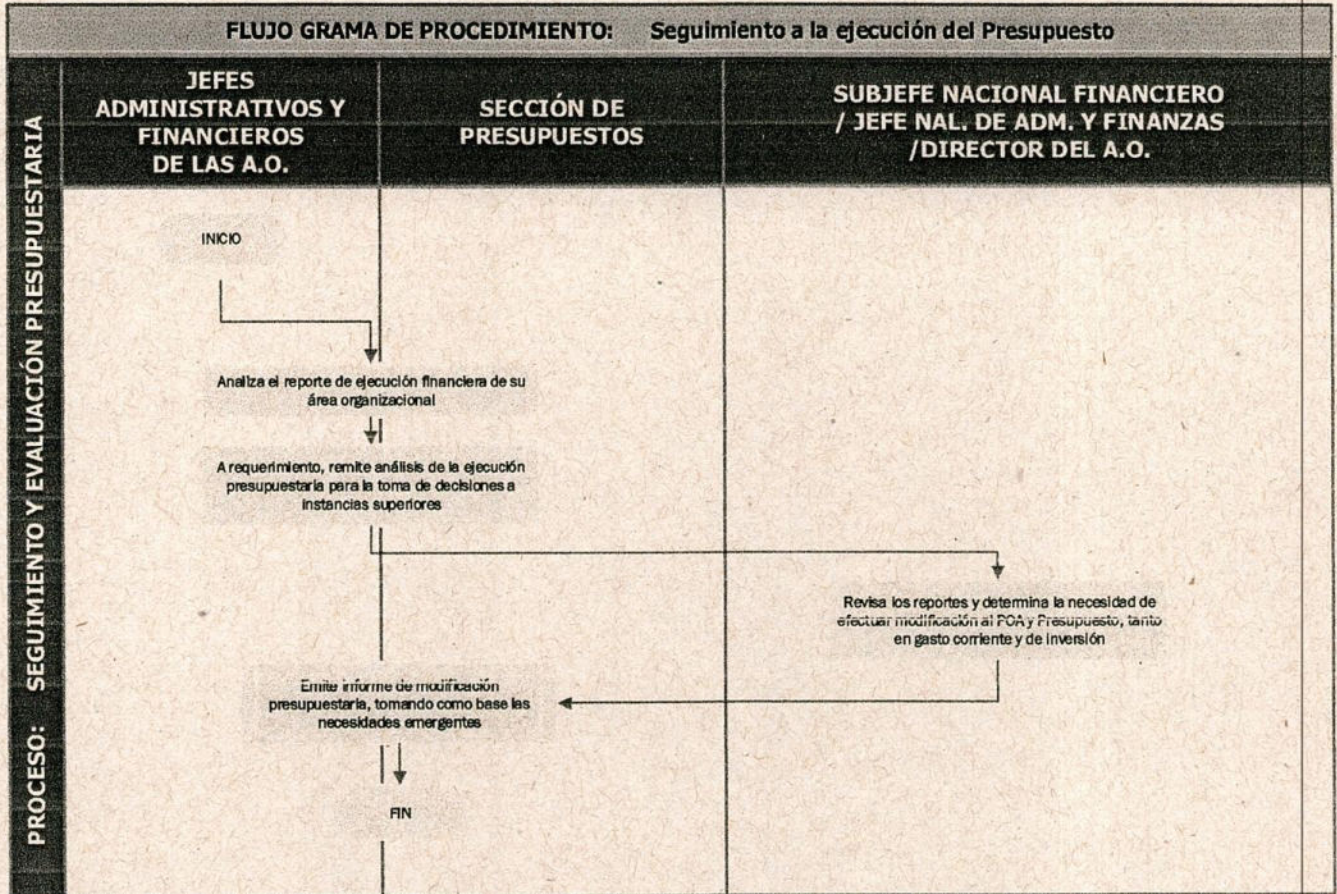 FLUJO GRAMA DE PROCEDIMIENTO: Seguimiento a la ejecución del Presupuesto
PROCESO: SEGUIMIENTO Y EVALUACIÓN PRESUPUESTARIA
JEFES
ADMINISTRATIVOS Y
FINANCIEROS
DE LAS A.O.
SECCIÓN DE
PRESUPUESTOS
SUBJEFE NACIONAL FINANCIERO
/ JEFE NAL. DE ADM. Y FINANZAS
/DIRECTOR DEL A.O.
INICIO
Analiza el reporte de ejecución financiera de su
área organizacional
A requerimiento, remite análisis de la ejecución
presupuestaria para la toma de decisiones a
instancias superiores
Revisa los reportes y determina la necesidad de
efectuar modificación al POA y Presupuesto, tanto
en gasto corriente y de inversión
Emite informe de modificación
presupuestaria, tomando como base las
necesidades emergentes
FIN